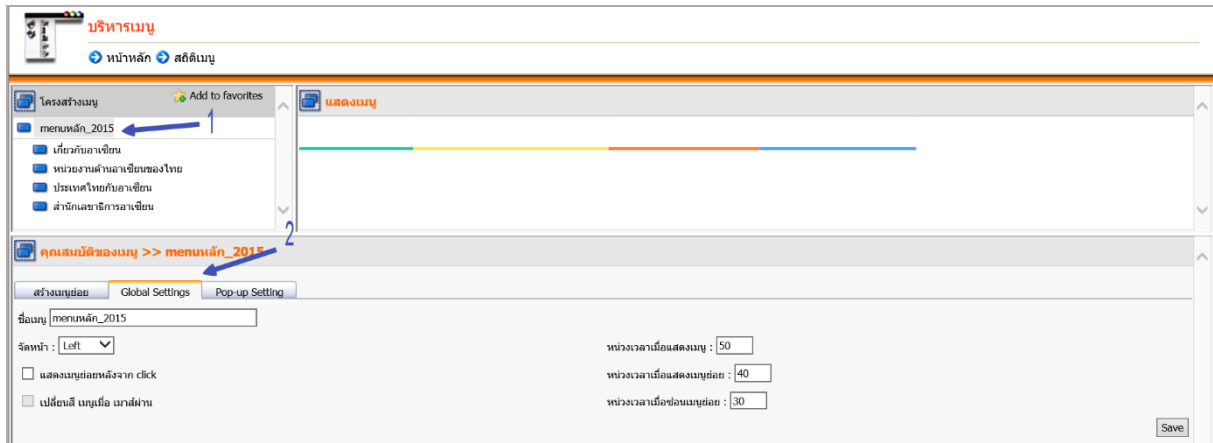 บริหารเมนู
หน้าหลัก สถิติเมนู
โครงสร้างเมนู Add to favorites
แสดงเมนู
1
menuหลัก_2015
เกี่ยวกับอาเซียน
หน่วยงานด้านอาเซียนของไทย
ประเทศไทยกับอาเซียน
สำนักเลขาธิการอาเซียน
2
คุณสมบัติของเมนู >> menuหลัก_2015
สร้างเมนูย่อย Global Settings Pop-up Setting
ชื่อเมนู menuหลัก_2015
จัดหน้า : Left หน่วงเวลาเมื่อแสดงเมนู : 50
แสดงเมนูย่อยหลังจาก click หน่วงเวลาเมื่อแสดงเมนูย่อย : 40
เปลี่ยนสี เมนูเมื่อ เมาส์ผ่าน หน่วงเวลาเมื่อซ่อนเมนูย่อย : 30
Save